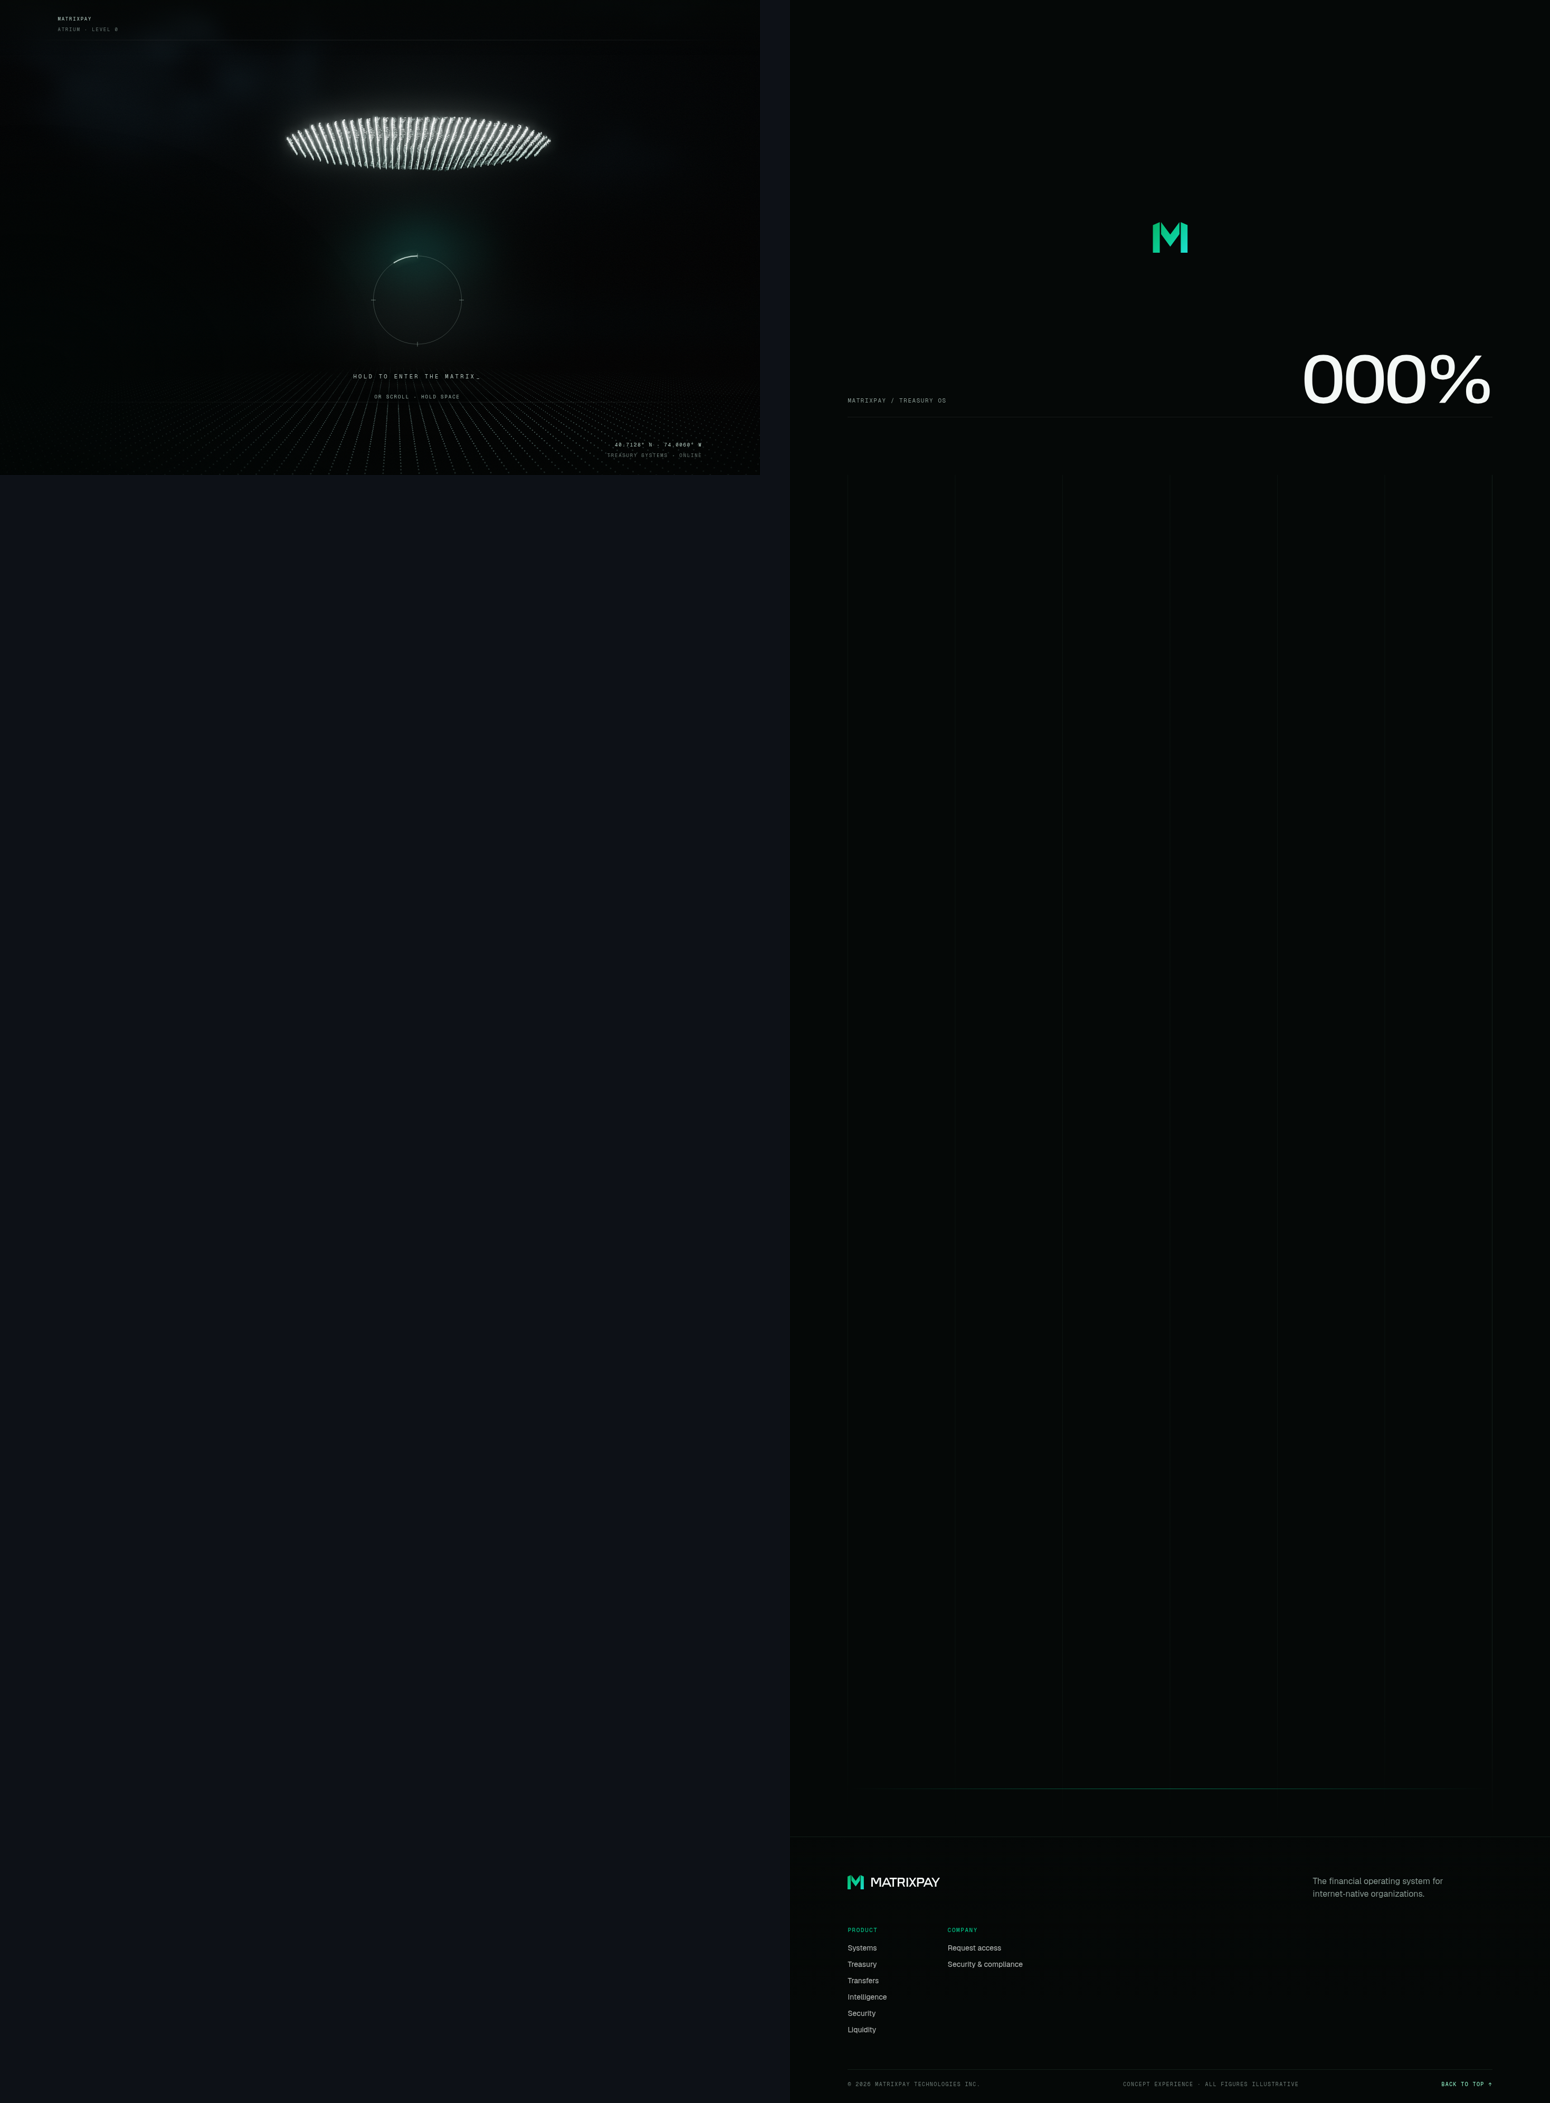 MATRIXPAY
ATRIUM · LEVEL 0
HOLD TO ENTER THE MATRIX_
OR SCROLL · HOLD SPACE
40.7128° N · 74.0060° W
TREASURY SYSTEMS · ONLINE
MATRIXPAY / TREASURY OS
000%
MATRIXPAY
The financial operating system for
internet-native organizations.
PRODUCT
Systems
Treasury
Transfers
Intelligence
Security
Liquidity
COMPANY
Request access
Security & compliance
© 2026 MATRIXPAY TECHNOLOGIES INC.
CONCEPT EXPERIENCE · ALL FIGURES ILLUSTRATIVE
BACK TO TOP ↑